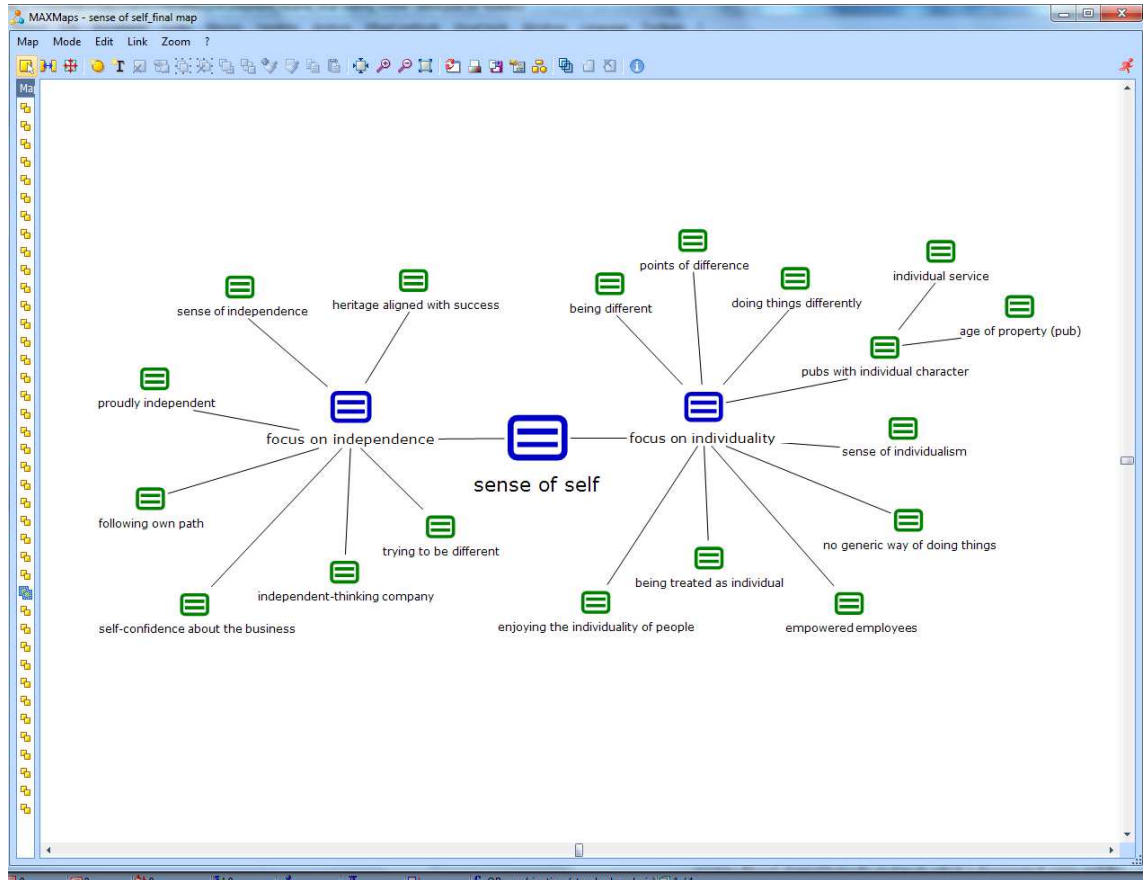 MAXMaps - sense of self_final map
Map Mode Edit Link Zoom ?
Ma
points of difference
individual service
sense of independence
heritage aligned with success
being different
doing things differently
age of property (pub)
pubs with individual character
proudly independent
focus on independence
focus on individuality
sense of individualism
sense of self
following own path
trying to be different
no generic way of doing things
independent-thinking company
being treated as individual
self-confidence about the business
enjoying the individuality of people
empowered employees